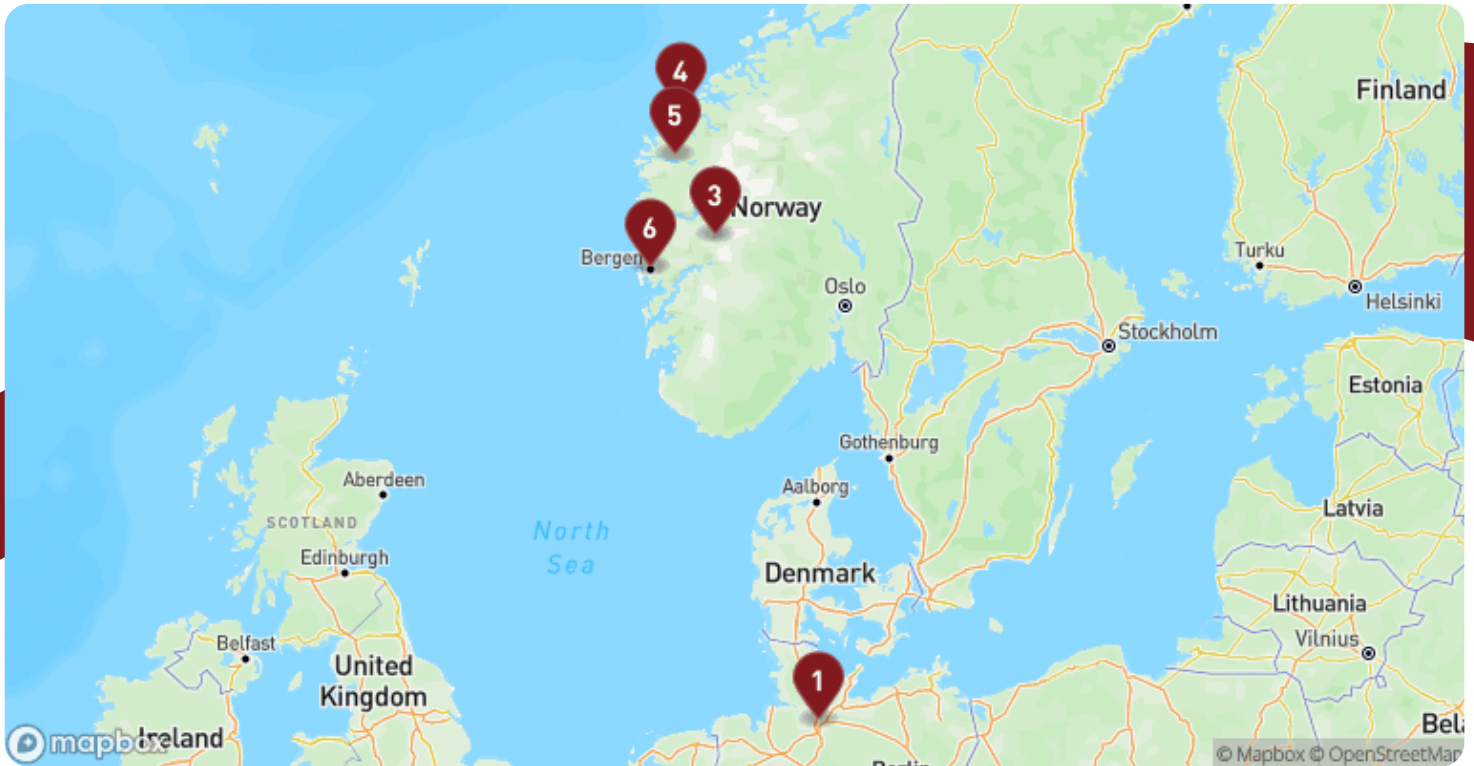 4
Finland
5
3
Norway
6
Bergen
Turku
Oslo
Helsinki
Stockholm
Estonia
Gothenburg
Aberdeen
Aalborg
Latvia
SCOTLAND
North
Sea
Edinburgh
Denmark
Lithuania
Belfast
Vilnius
United
Kingdom
1
Ireland
mapbox
© Mapbox © OpenStreetMap